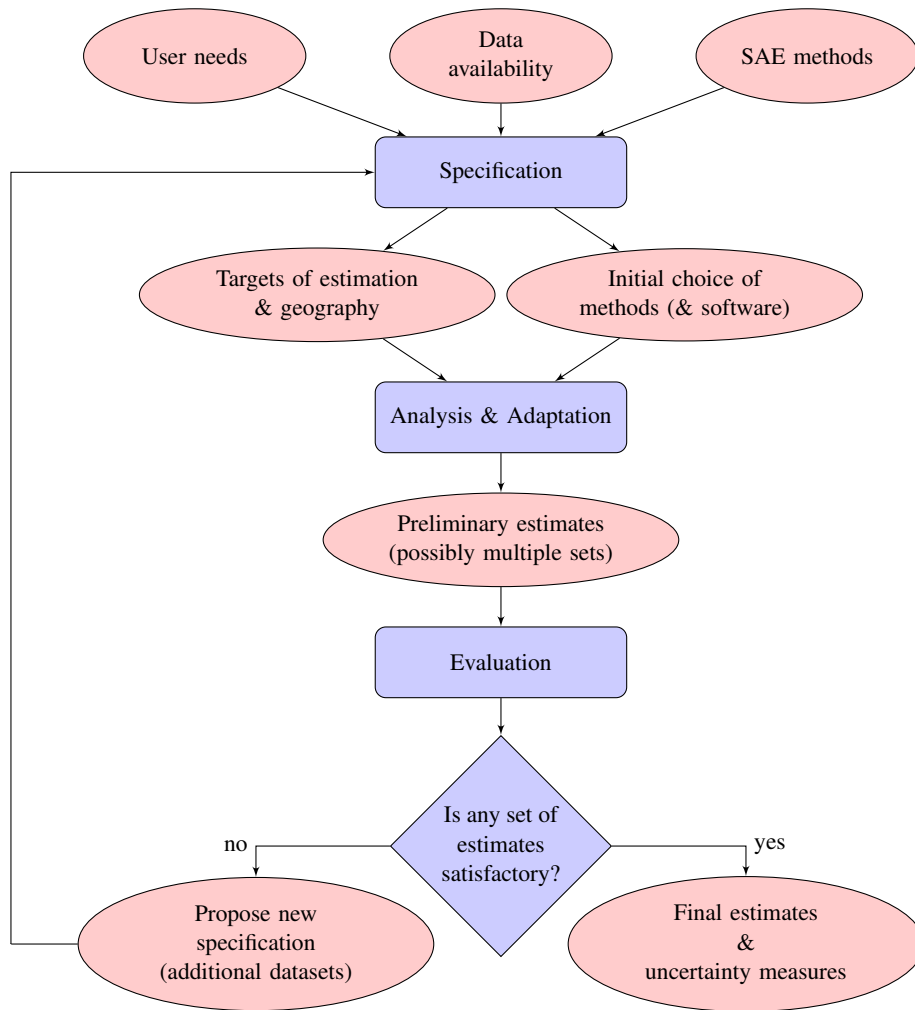 User needs
Data
availability
SAE methods
Specification
Targets of estimation
& geography
Initial choice of
methods (& software)
Analysis & Adaptation
Preliminary estimates
(possibly multiple sets)
Evaluation
Is any set of
estimates
satisfactory?
no
yes
Propose new
specification
(additional datasets)
Final estimates
&
uncertainty measures